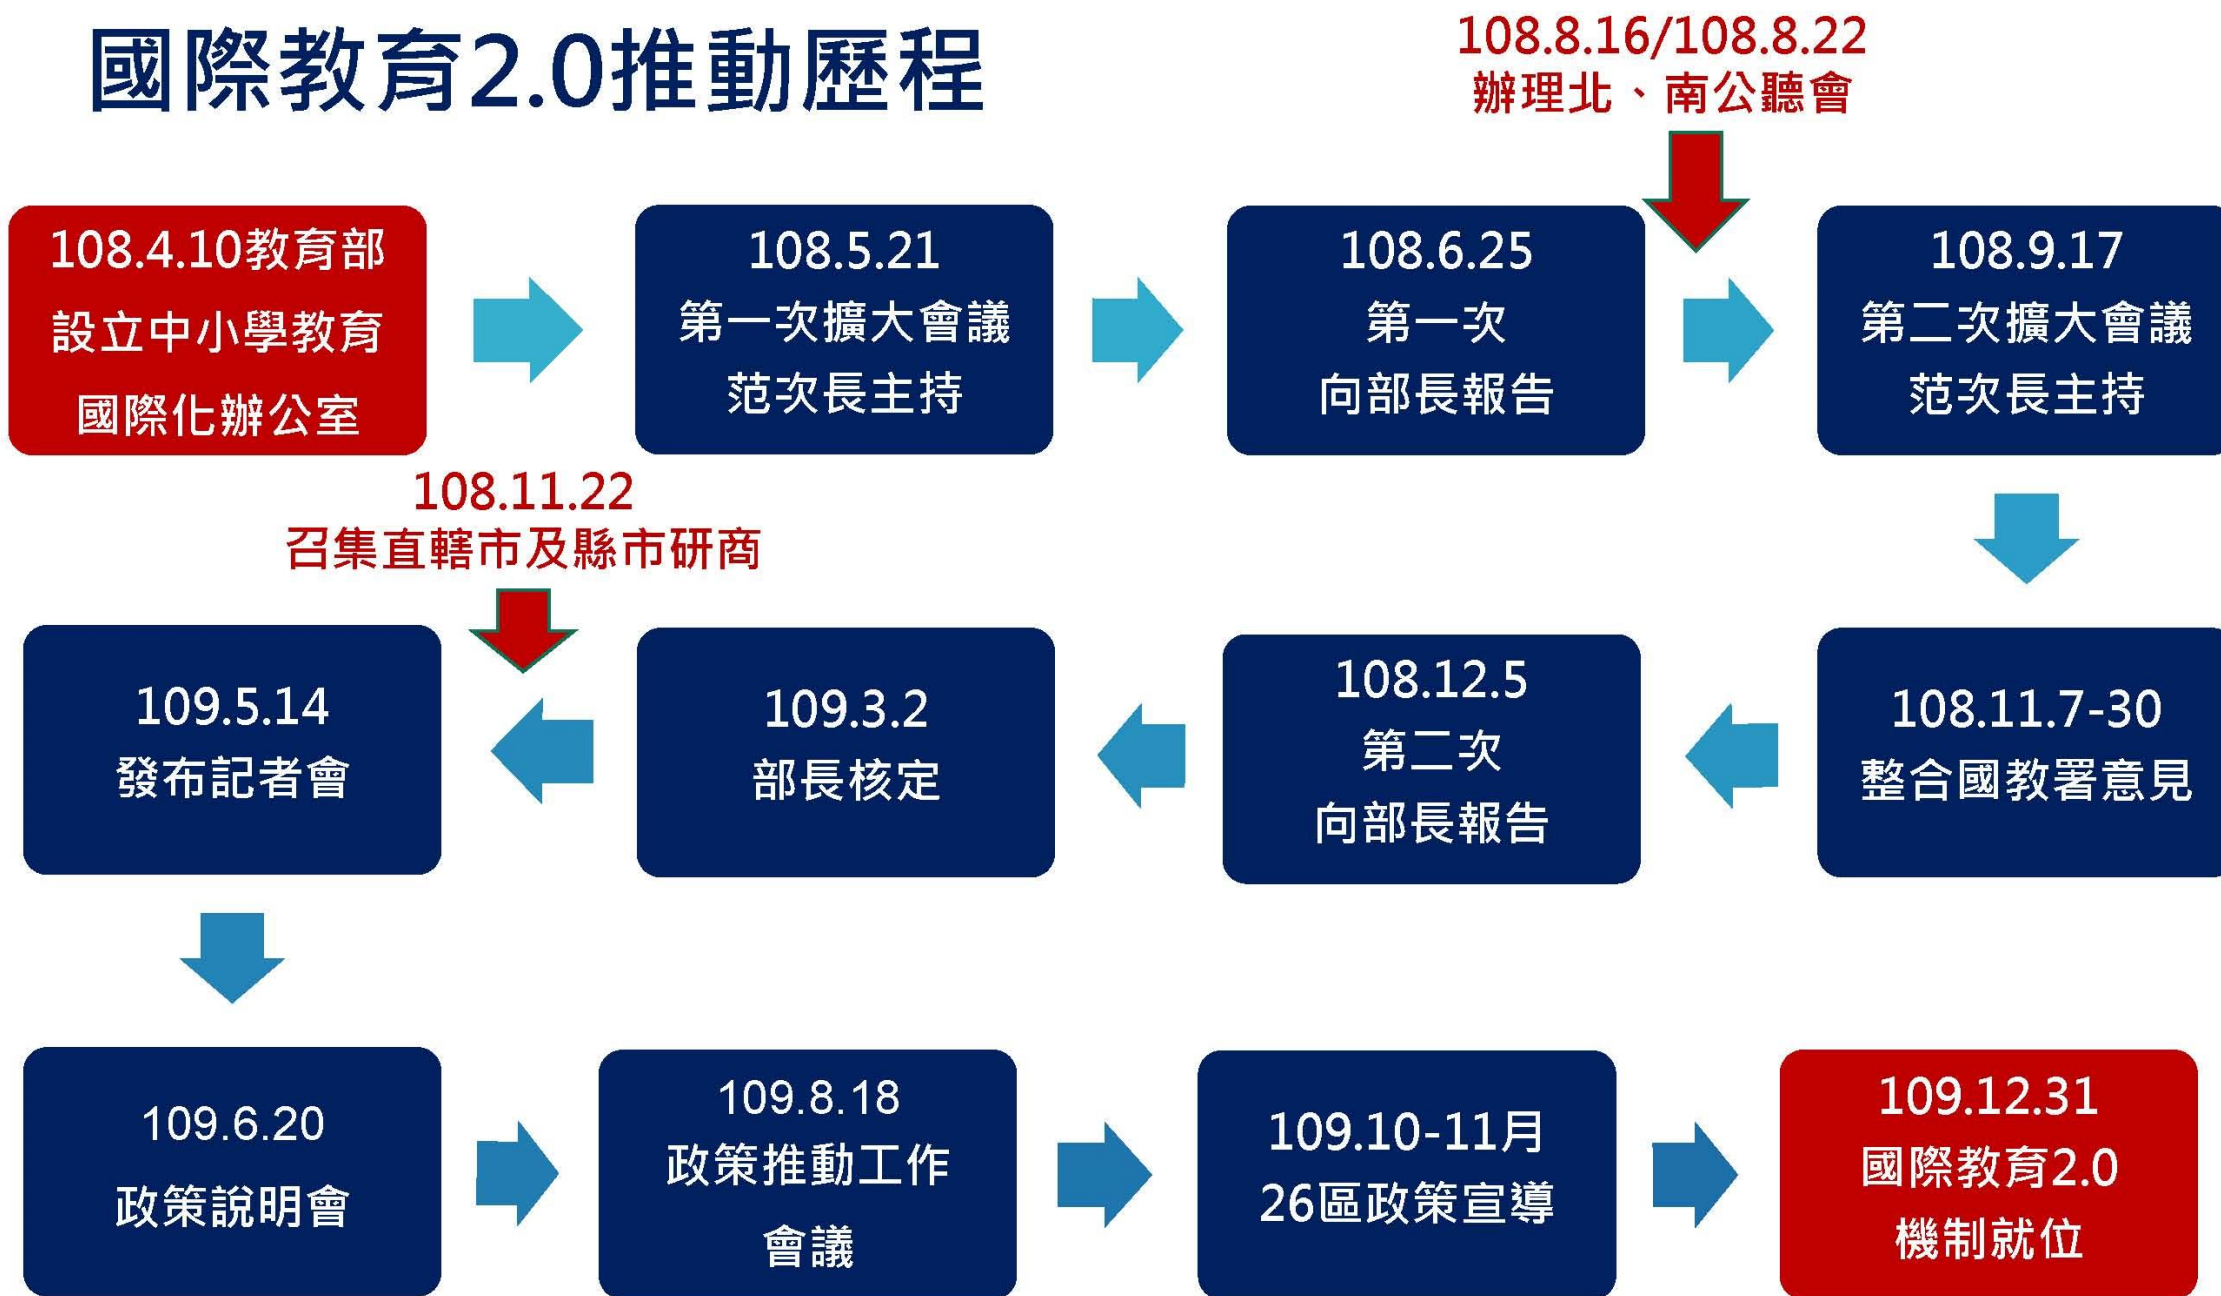 國際教育2.0推動歷程
108.8.16/108.8.22
辦理北、南公聽會
108.4.10教育部
設立中小學教育
國際化辦公室
108.5.21
第一次擴大會議
范次長主持
108.6.25
第一次
向部長報告
108.9.17
第二次擴大會議
范次長主持
108.11.7-30
整合國教署意見
108.12.5
第二次
向部長報告
109.3.2
部長核定
108.11.22
召集直轄市及縣市研商
109.5.14
發布記者會
109.6.20
政策說明會
109.8.18
政策推動工作
會議
109.10-11月
26區政策宣導
109.12.31
國際教育2.0
機制就位